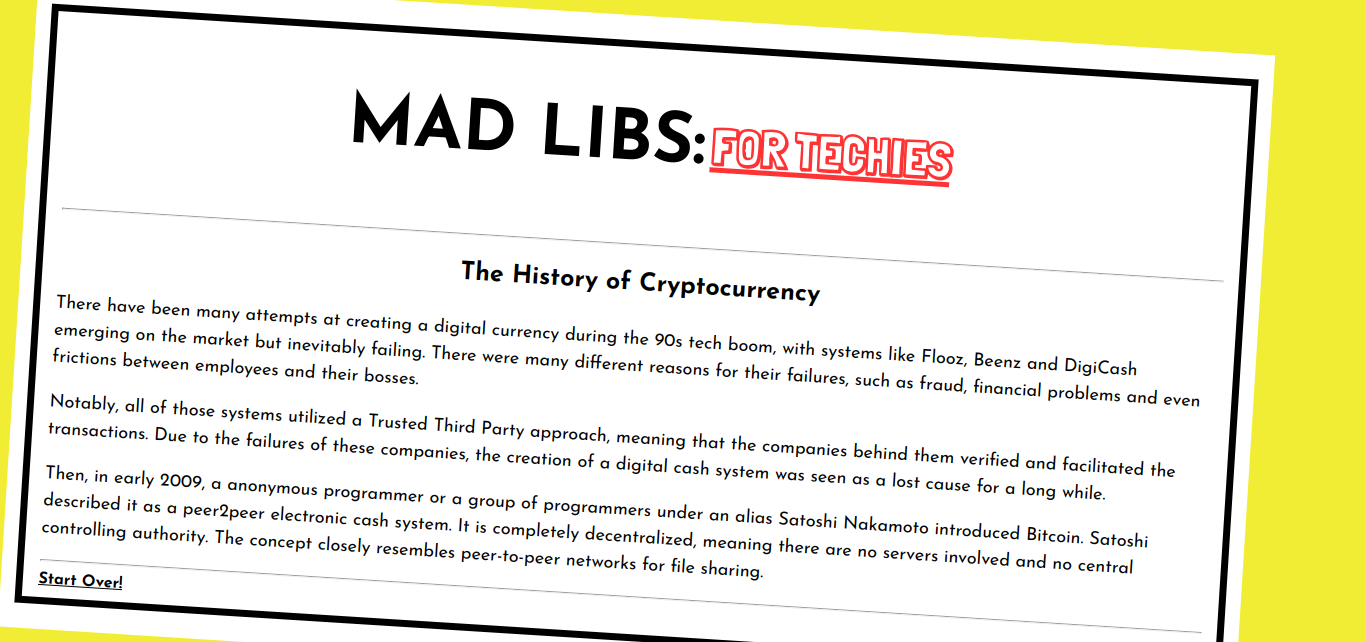 MAD LIBS: FOR TECHIES
The History of Cryptocurrency
There have been many attempts at creating a digital currency during the 90s tech boom, with systems like Flooz, Beenz and DigiCash
emerging on the market but inevitably failing. There were many different reasons for their failures, such as fraud, financial problems and even
frictions between employees and their bosses.
Notably, all of those systems utilized a Trusted Third Party approach, meaning that the companies behind them verified and facilitated the
transactions. Due to the failures of these companies, the creation of a digital cash system was seen as a lost cause for a long while.
Then, in early 2009, a anonymous programmer or a group of programmers under an alias Satoshi Nakamoto introduced Bitcoin. Satoshi
described it as a peer2peer electronic cash system. It is completely decentralized, meaning there are no servers involved and no central
controlling authority. The concept closely resembles peer-to-peer networks for file sharing.
Start Over!